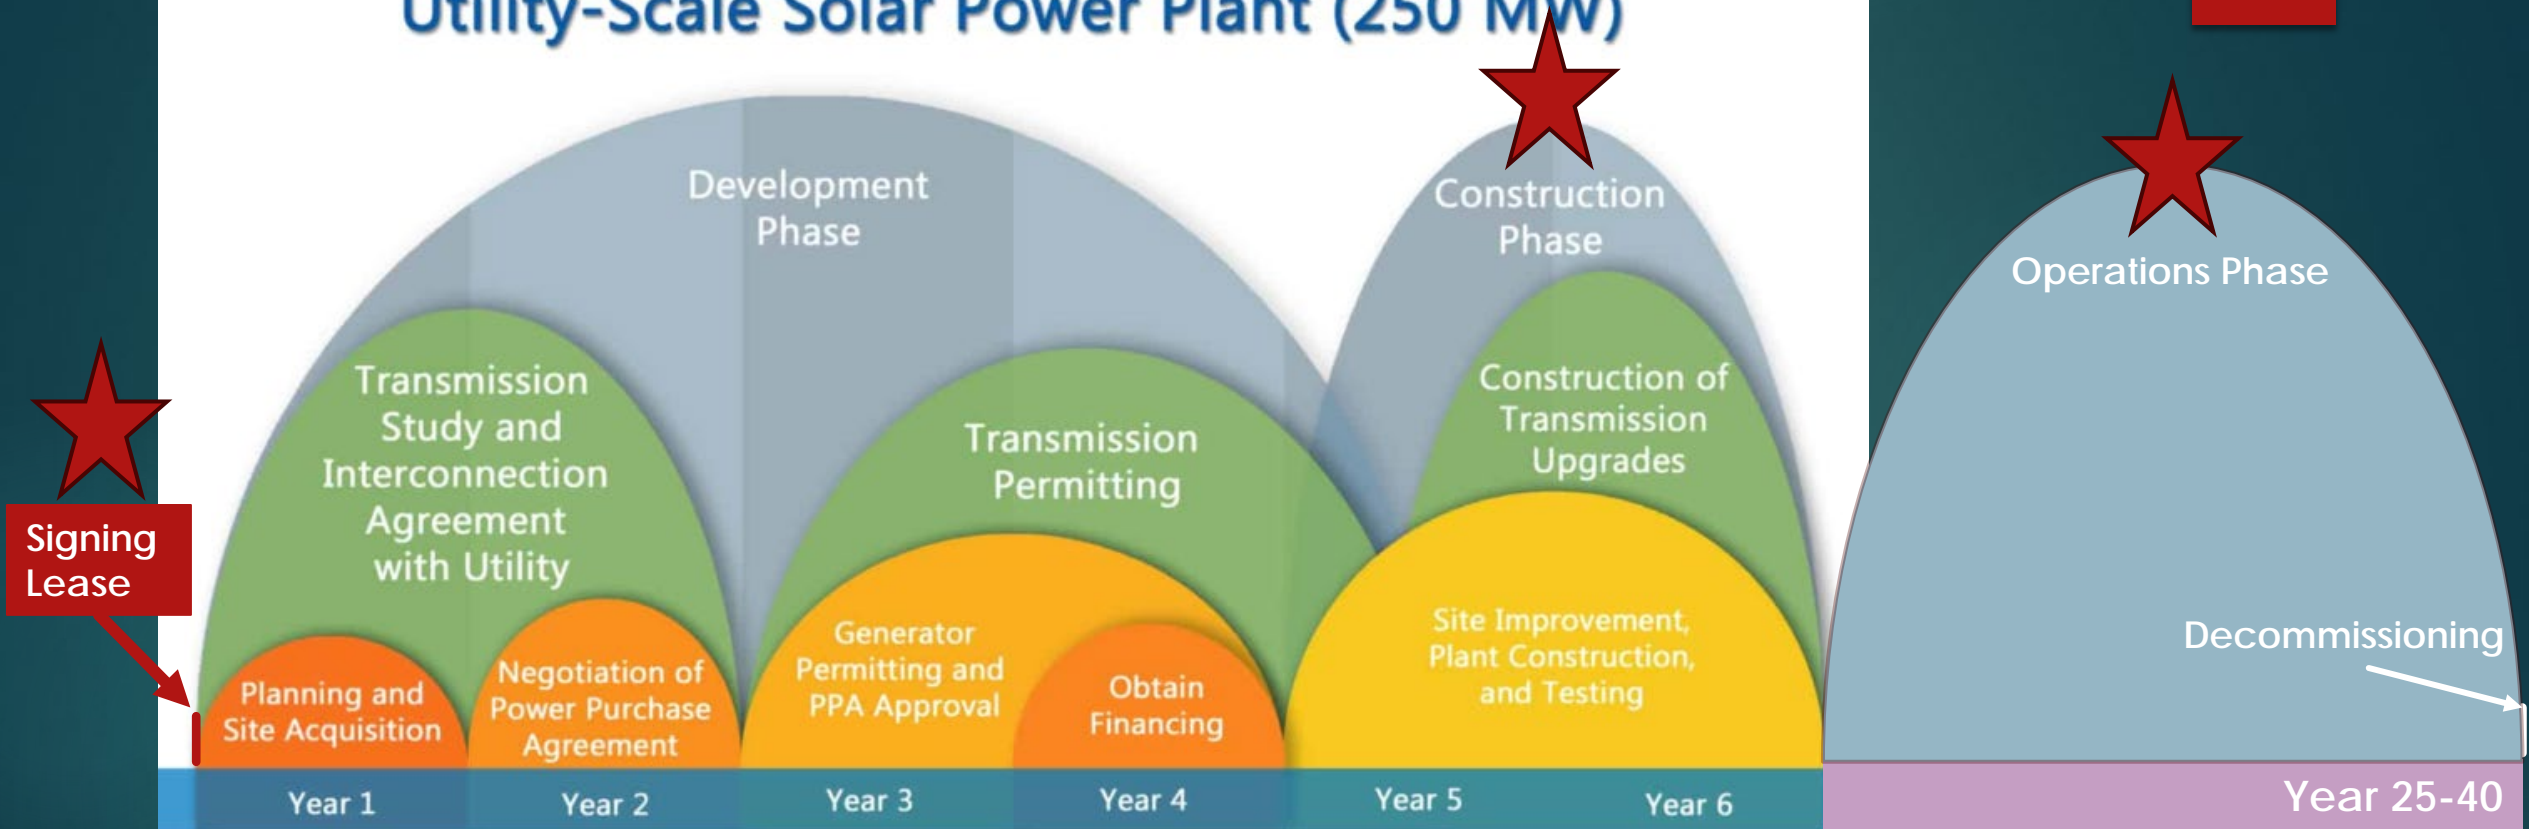 Utility-Scale Solar Power Plant (250 MW)
Development
Phase
Construction
Phase
Operations Phase
Transmission
Study and
Interconnection
Agreement
with Utility
Transmission
Permitting
Construction of
Transmission
Upgrades
Signing
Lease
Planning and
Site Acquisition
Negotiation of
Power Purchase
Agreement
Generator
Permitting and
PPA Approval
Obtain
Financing
Site Improvement,
Plant Construction,
and Testing
Decommissioning
Year 1
Year 2
Year 3
Year 4
Year 5
Year 6
Year 25-40